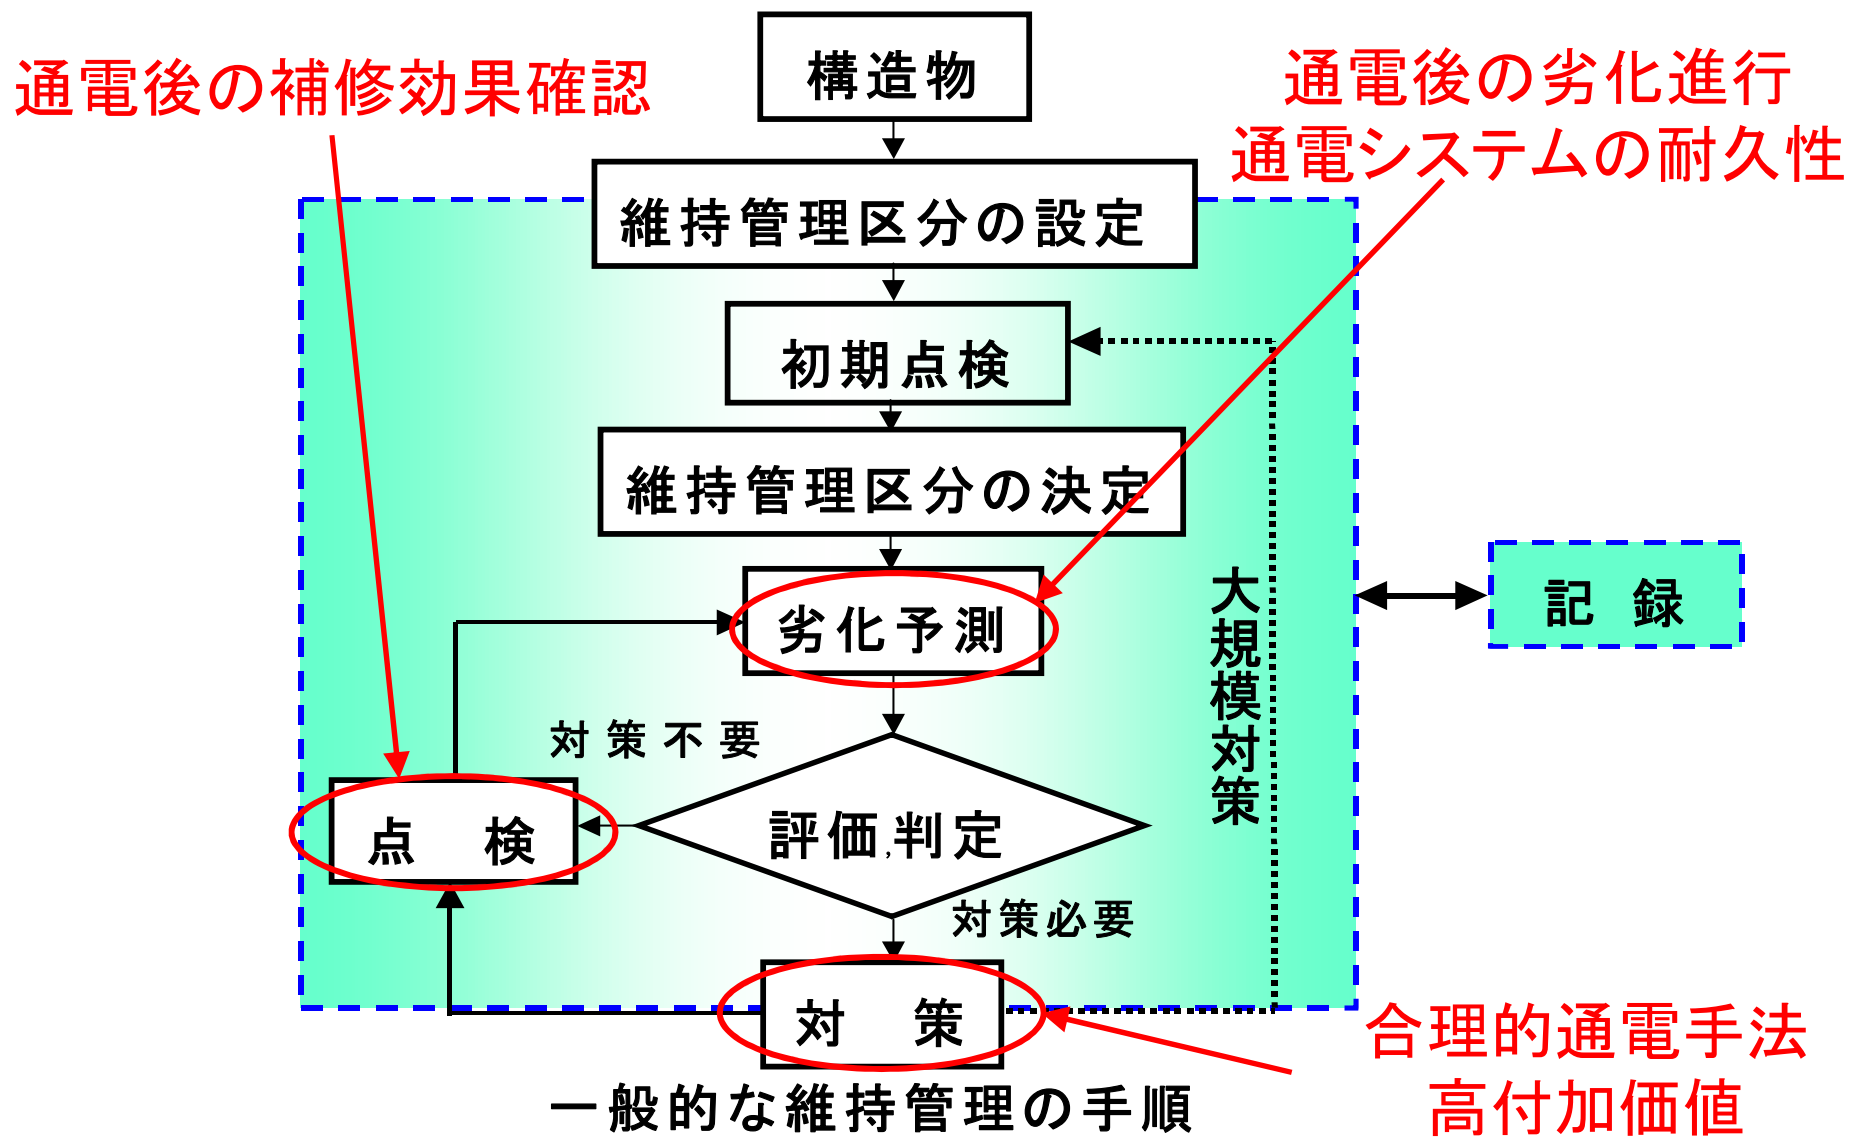 構造物
通電後の補修効果確認
通電後の劣化進行
通電システムの耐久性
維持管理区分の設定
初期点検
維持管理区分の決定
劣化予測
大規模対策
記 録
対策不要
点 検
評価,判定
対策必要
対 策
合理的通電手法
高付加価値
一般的な維持管理の手順